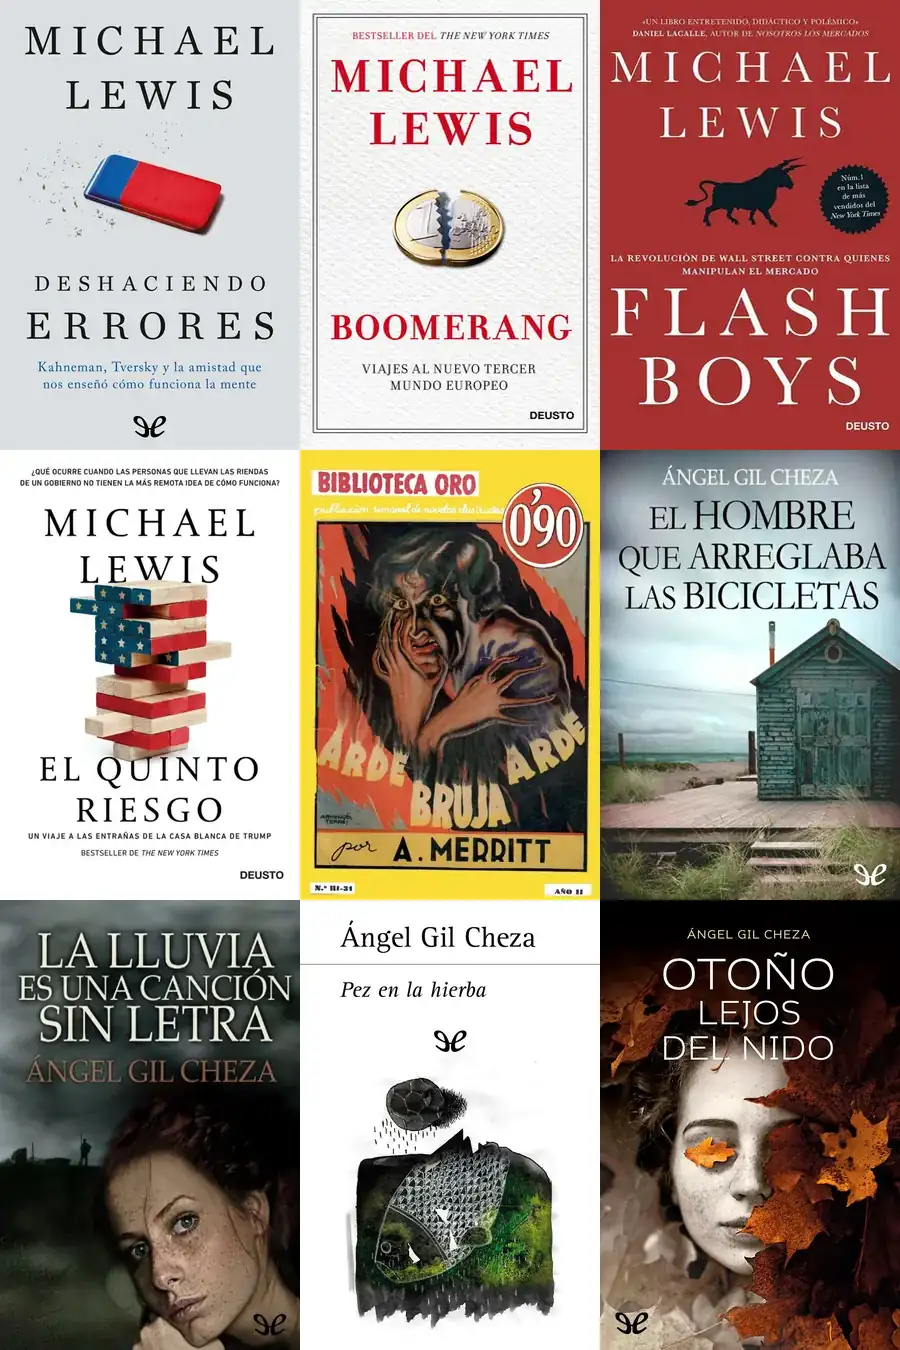 MICHAEL
LEWIS
DESHACIENDO
ERRORES
Kahneman, Tversky y la amistad que
nos enseñó cómo funciona la mente
BESTSELLER DEL THE NEW YORK TIMES
MICHAEL
LEWIS
BOOMERANG
VIAJES AL NUEVO TERCER
MUNDO EUROPEO
DEUSTO
«UN LIBRO ENTRETENIDO, DIDÁCTICO Y POLÉMICO»
DANIEL LACALLE, AUTOR DE NOSOTROS LOS MERCADOS
MICHAEL
LEWIS
Núm. 1
en la lista
de más
vendidos del
New York Times
LA REVOLUCIÓN DE WALL STREET CONTRA QUIENES
MANIPULAN EL MERCADO
FLASH
BOYS
DEUSTO
¿QUÉ OCURRE CUANDO LAS PERSONAS QUE LLEVAN LAS RIENDAS
DE UN GOBIERNO NO TIENEN LA MÁS REMOTA IDEA DE CÓMO FUNCIONA?
MICHAEL
LEWIS
EL QUINTO
RIESGO
UN VIAJE A LAS ENTRAÑAS DE LA CASA BLANCA DE TRUMP
BESTSELLER DE THE NEW YORK TIMES
DEUSTO
BIBLIOTECA ORO
publicación semanal de novelas ilustradas
0'90
ARDE
BRUJA
ARDE
por A. MERRITT
N.º III-31
AÑO II
ÁNGEL GIL CHEZA
EL HOMBRE
QUE ARREGLABA
LAS BICICLETAS
LA LLUVIA
ES UNA CANCIÓN
SIN LETRA
ÁNGEL GIL CHEZA
Ángel Gil Cheza
Pez en la hierba
ÁNGEL GIL CHEZA
OTOÑO
LEJOS
DEL NIDO